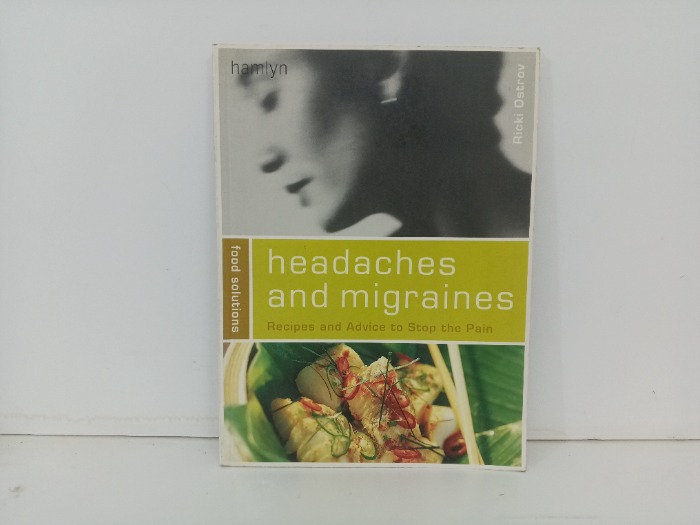 hamlyn
Ricki Ostrov
food solutions
headaches
and migraines
Recipes and Advice to Stop the Pain